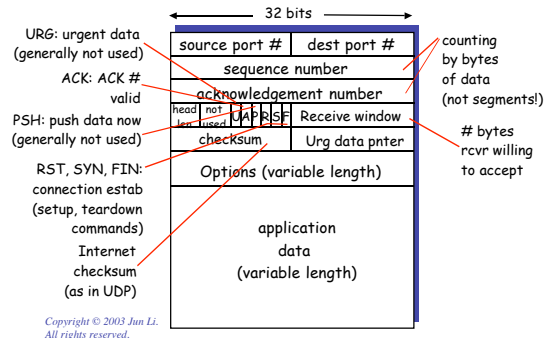 32 bits
URG: urgent data
(generally not used)
ACK: ACK #
valid
PSH: push data now
(generally not used)
RST, SYN, FIN:
connection estab
(setup, teardown
commands)
Internet
checksum
(as in UDP)
source port # dest port #
sequence number
acknowledgement number
head not
len used U A P R S F Receive window
checksum Urg data pnter
Options (variable length)
application
data
(variable length)
counting
by bytes
of data
(not segments!)
# bytes
rcvr willing
to accept
Copyright © 2003 Jun Li.
All rights reserved.